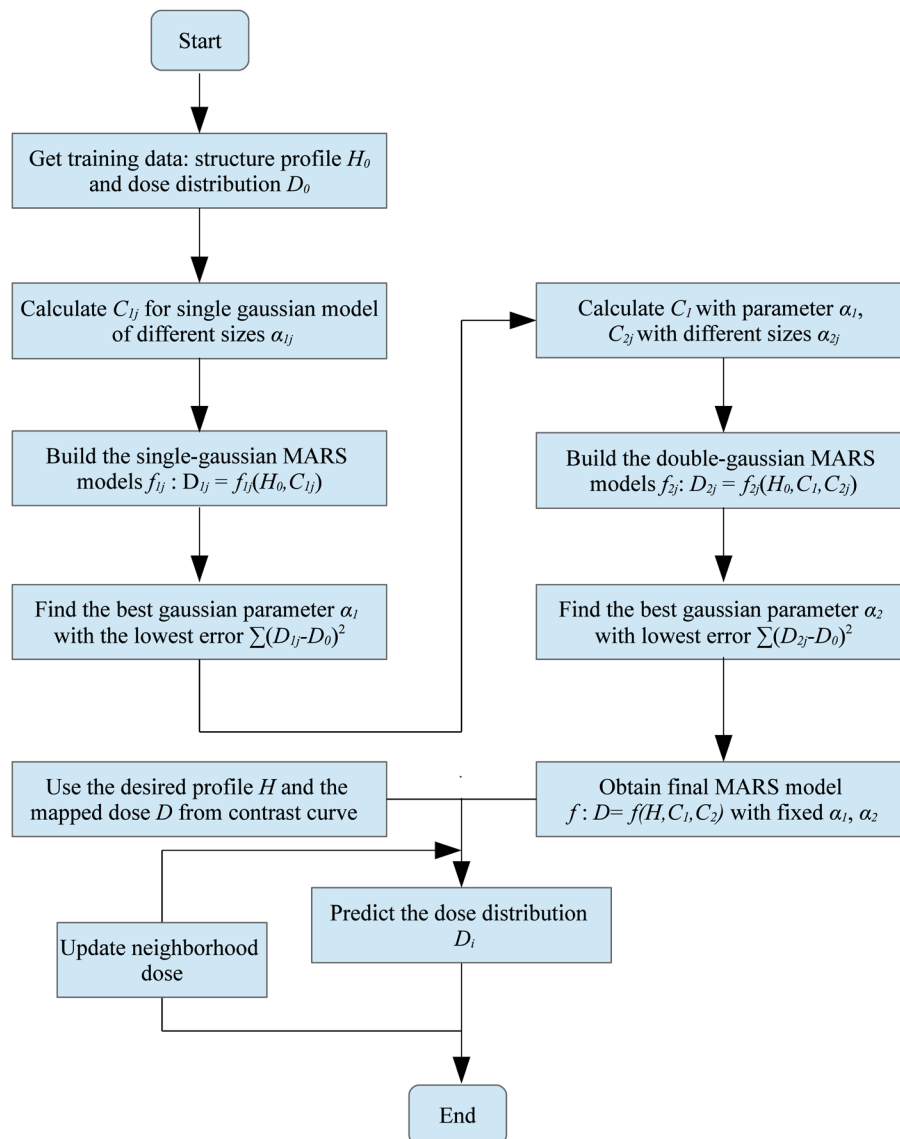 Start
Get training data: structure profile H₀
and dose distribution D₀
Calculate C₁ⱼ for single gaussian model
of different sizes α₁ⱼ
Build the single-gaussian MARS
models f₁ⱼ : D₁ⱼ = f₁ⱼ(H₀,C₁ⱼ)
Find the best gaussian parameter α₁
with the lowest error ∑(D₁ⱼ-D₀)²
Calculate C₁ with parameter α₁,
C₂ⱼ with different sizes α₂ⱼ
Build the double-gaussian MARS
models f₂ⱼ: D₂ⱼ = f₂ⱼ(H₀,C₁,C₂ⱼ)
Find the best gaussian parameter α₂
with lowest error ∑(D₂ⱼ-D₀)²
Use the desired profile H and the
mapped dose D from contrast curve
Obtain final MARS model
f : D= f(H,C₁,C₂) with fixed α₁, α₂
Predict the dose distribution
Dᵢ
Update neighborhood
dose
End